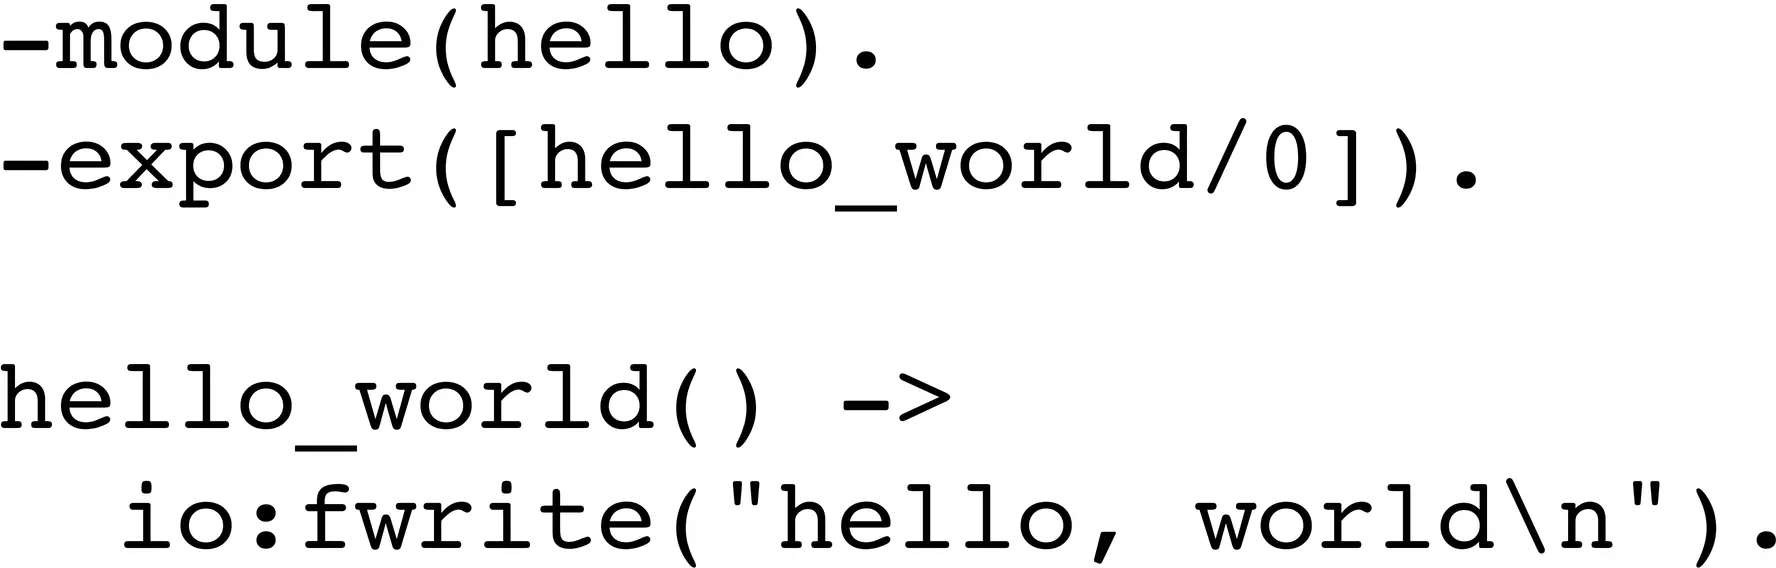 -module(hello).
-export([hello_world/0]).
hello_world() ->
io:fwrite("hello, world\n").